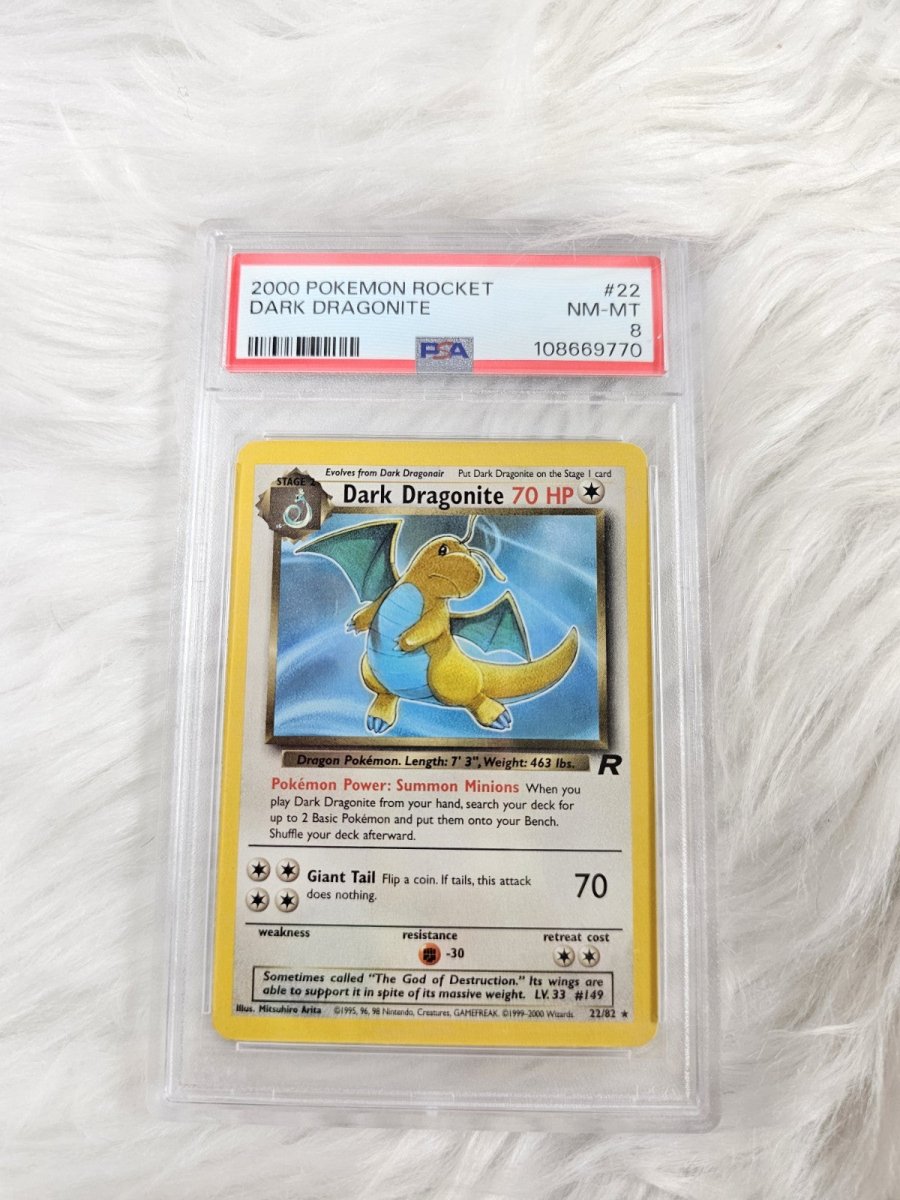 2000 POKEMON ROCKET #22
DARK DRAGONITE NM-MT
8
PSA 108669770
Evolves from Dark Dragonair Put Dark Dragonite on the Stage 1 card
STAGE 2
Dark Dragonite 70 HP
Dragon Pokémon. Length: 7' 3", Weight: 463 lbs.
R
Pokémon Power: Summon Minions When you
play Dark Dragonite from your hand, search your deck for
up to 2 Basic Pokémon and put them onto your Bench.
Shuffle your deck afterward.
Giant Tail Flip a coin. If tails, this attack
does nothing.
70
weakness resistance retreat cost
-30
Sometimes called "The God of Destruction." Its wings are
able to support it in spite of its massive weight. LV. 33 #149
Illus. Mitsuhiro Arita ©1995, 96, 98 Nintendo, Creatures, GAMEFREAK. ©1999-2000 Wizards. 22/82